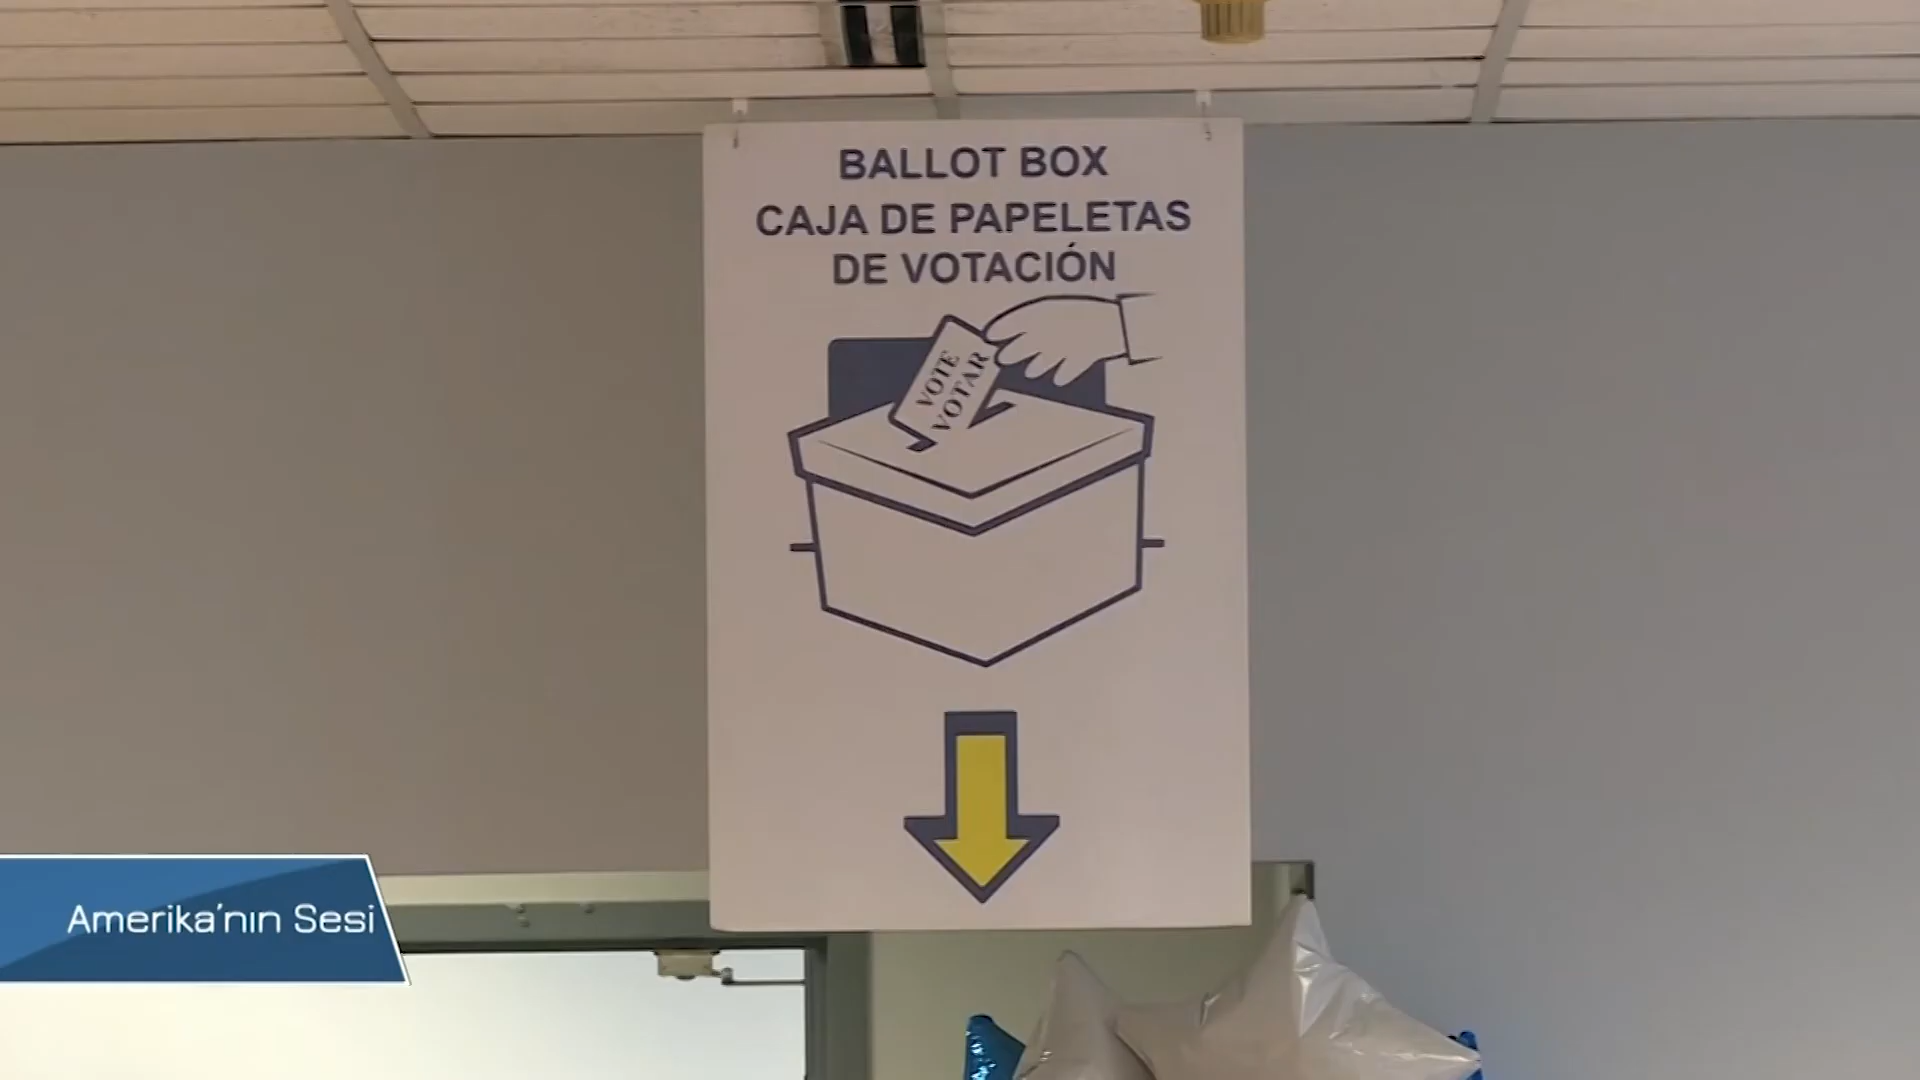 BALLOT BOX
CAJA DE PAPELETAS
DE VOTACIÓN
VOTE
VOTAR
Amerika'nın Sesi